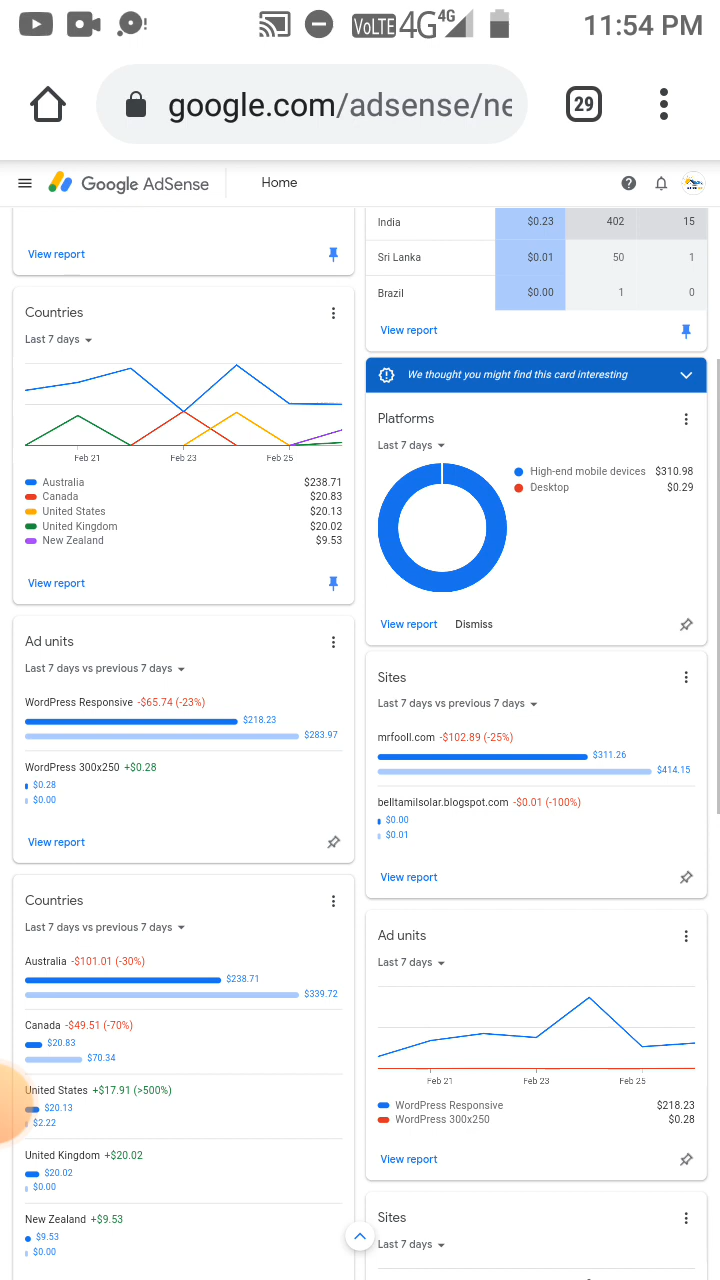 VoLTE 4G 4G 11:54 PM
google.com/adsense/ne
29
Google AdSense Home
View report
Countries
Last 7 days
Feb 21 Feb 23 Feb 25
Australia $238.71
Canada $20.83
United States $20.13
United Kingdom $20.02
New Zealand $9.53
View report
Ad units
Last 7 days vs previous 7 days
WordPress Responsive -$65.74 (-23%)
$218.23
$283.97
WordPress 300x250 +$0.28
$0.28
$0.00
View report
Countries
Last 7 days vs previous 7 days
Australia -$101.01 (-30%)
$238.71
$339.72
Canada -$49.51 (-70%)
$20.83
$70.34
United States +$17.91 (>500%)
$20.13
$2.22
United Kingdom +$20.02
$20.02
$0.00
New Zealand +$9.53
$9.53
$0.00
India $0.23 402 15
Sri Lanka $0.01 50 1
Brazil $0.00 1 0
View report
We thought you might find this card interesting
Platforms
Last 7 days
High-end mobile devices $310.98
Desktop $0.29
View report Dismiss
Sites
Last 7 days vs previous 7 days
mrfooll.com -$102.89 (-25%)
$311.26
$414.15
belltamilsolar.blogspot.com -$0.01 (-100%)
$0.00
$0.01
View report
Ad units
Last 7 days
Feb 21 Feb 23 Feb 25
WordPress Responsive $218.23
WordPress 300x250 $0.28
View report
Sites
Last 7 days